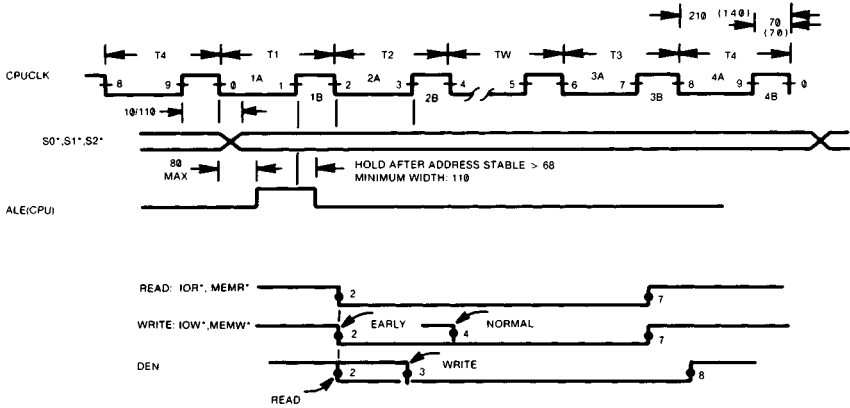 210 (140)
70
(70)
T4 T1 T2 TW T3 T4
CPUCLK
8 9 0 1A 1 1B 2 2A 3 2B 4 5 6 3A 7 3B 8 4A 9 4B 0
10/110
S0*,S1*,S2*
80
MAX
HOLD AFTER ADDRESS STABLE > 68
MINIMUM WIDTH: 110
ALE(CPU)
READ: IOR*, MEMR* 2 7
WRITE: IOW*,MEMW* 2 EARLY 4 NORMAL 7
DEN 2 3 WRITE 8
READ